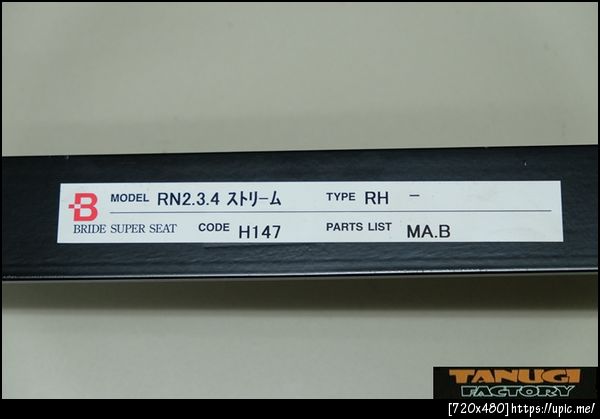 B MODEL RN2.3.4 ストリーム TYPE RH －
BRIDE SUPER SEAT CODE H147 PARTS LIST MA.B
TANUGI
FACTORY
[720x480]https://upic.me/